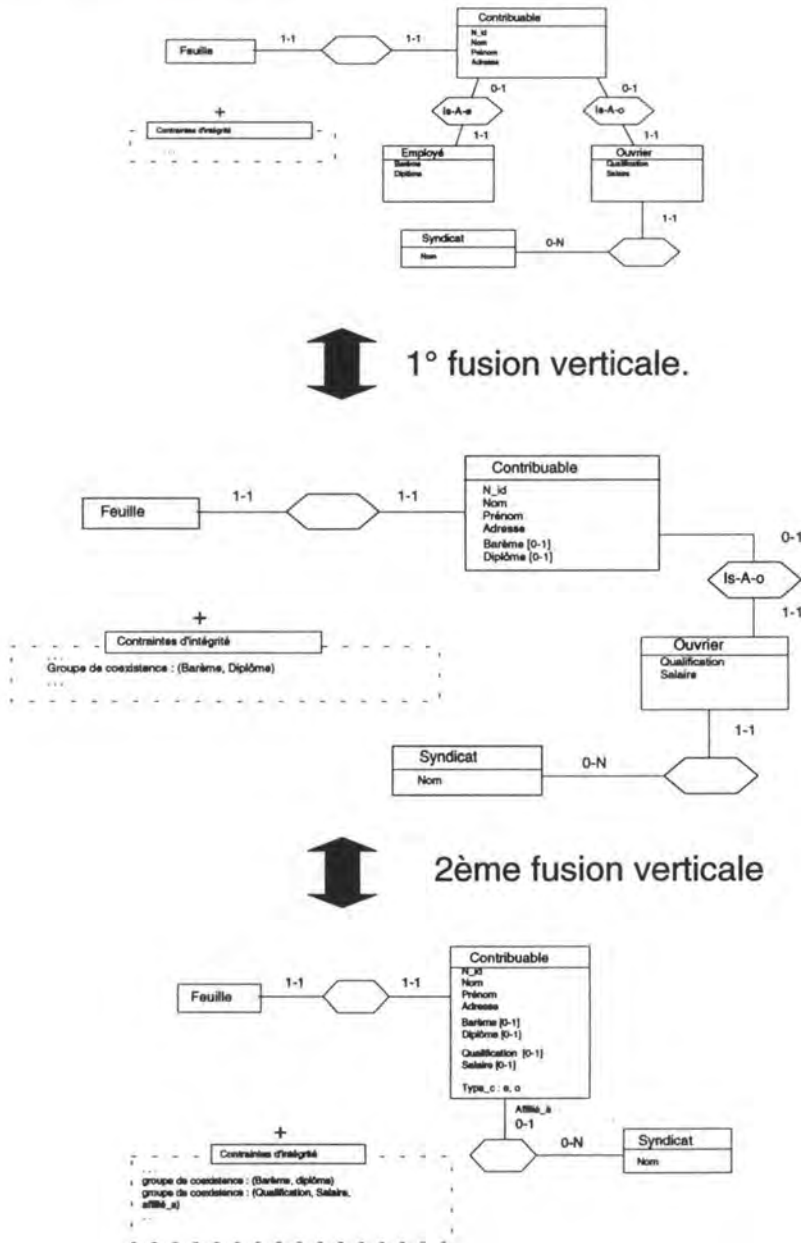 Contribuable
N_id
Nom
Prénom
Adresse
Feuille
1-1
1-1
0-1
0-1
Is-A-e
Is-A-o
1-1
1-1
+
Contraintes d'intégrité
...
Employé
Barème
Diplôme
Ouvrier
Qualification
Salaire
1-1
Syndicat
Nom
0-N
1° fusion verticale.
Contribuable
N_id
Nom
Prénom
Adresse
Barème [0-1]
Diplôme [0-1]
Feuille
1-1
1-1
0-1
Is-A-o
1-1
+
Contraintes d'intégrité
...
Groupe de coexistence : (Barème, Diplôme)
...
Ouvrier
Qualification
Salaire
1-1
Syndicat
Nom
0-N
2ème fusion verticale
Contribuable
N_id
Nom
Prénom
Adresse
Barème [0-1]
Diplôme [0-1]
Qualification [0-1]
Salaire [0-1]
Type_c : e, o
Feuille
1-1
1-1
Affilié_a
0-1
0-N
Syndicat
Nom
+
Contraintes d'intégrité
...
groupe de coexistence : (Barème, diplôme)
groupe de coexistence : (Qualification, Salaire,
affilié_a)
...